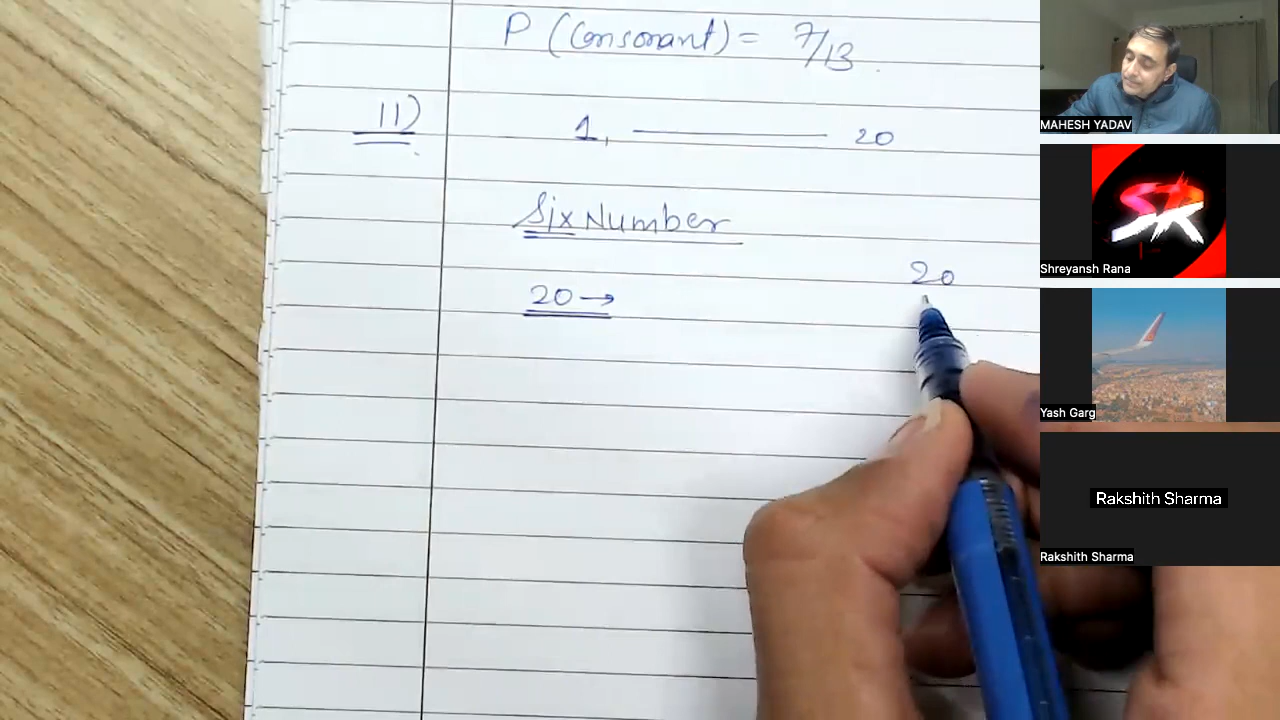 P (Consonant) = 7/13.
11) 1, ——— 20
Six Number
20
20 →
MAHESH YADAV
SR
Shreyansh Rana
Yash Garg
Rakshith Sharma
Rakshith Sharma